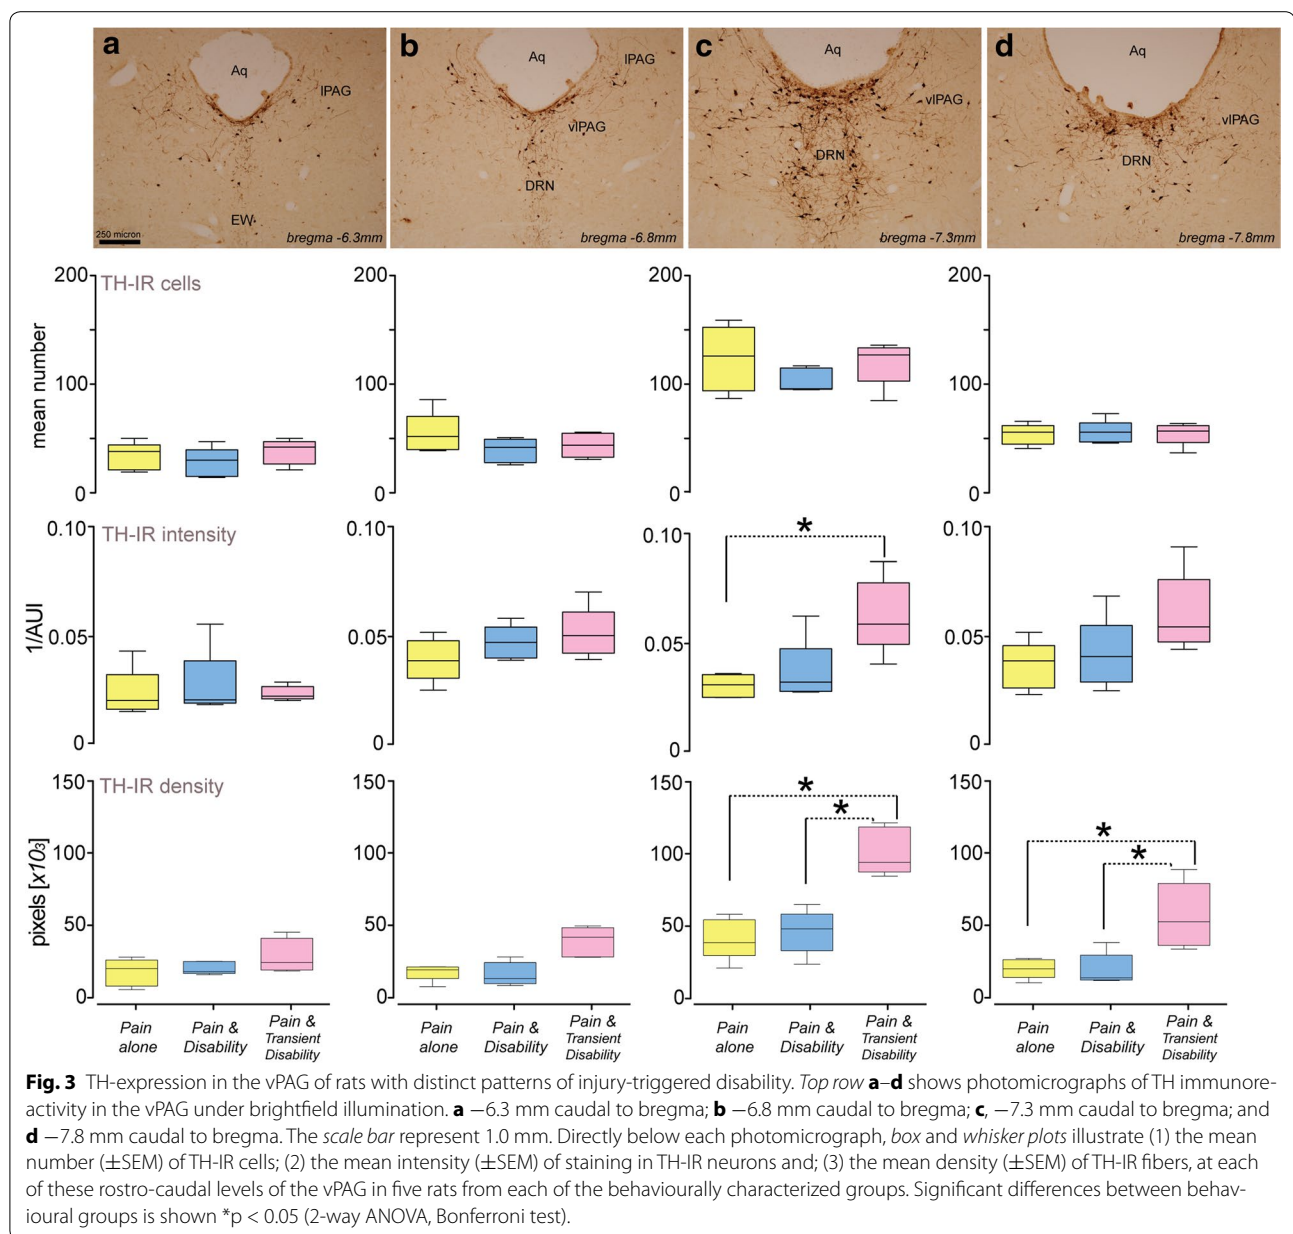 a
b
c
d
Aq
lPAG
EW
250 micron
bregma -6.3mm
Aq
lPAG
vlPAG
DRN
bregma -6.8mm
Aq
vlPAG
DRN
bregma -7.3mm
Aq
vlPAG
DRN
bregma -7.8mm
TH-IR cells
mean number
200
100
0
200
100
0
200
100
0
200
100
0
TH-IR intensity
1/AUI
0.10
0.05
0
0.10
0.05
0
0.10
0.05
0
*
0.10
0.05
0
TH-IR density
pixels [x103]
150
100
50
0
150
100
50
0
150
100
50
0
*
*
150
100
50
0
*
*
Pain alone
Pain & Disability
Pain & Transient Disability
Pain alone
Pain & Disability
Pain & Transient Disability
Pain alone
Pain & Disability
Pain & Transient Disability
Pain alone
Pain & Disability
Pain & Transient Disability
Fig. 3 TH-expression in the vPAG of rats with distinct patterns of injury-triggered disability. Top row a–d shows photomicrographs of TH immunore-
activity in the vPAG under brightfield illumination. a −6.3 mm caudal to bregma; b −6.8 mm caudal to bregma; c, −7.3 mm caudal to bregma; and
d −7.8 mm caudal to bregma. The scale bar represent 1.0 mm. Directly below each photomicrograph, box and whisker plots illustrate (1) the mean
number (±SEM) of TH-IR cells; (2) the mean intensity (±SEM) of staining in TH-IR neurons and; (3) the mean density (±SEM) of TH-IR fibers, at each
of these rostro-caudal levels of the vPAG in five rats from each of the behaviourally characterized groups. Significant differences between behav-
ioural groups is shown *p < 0.05 (2-way ANOVA, Bonferroni test).